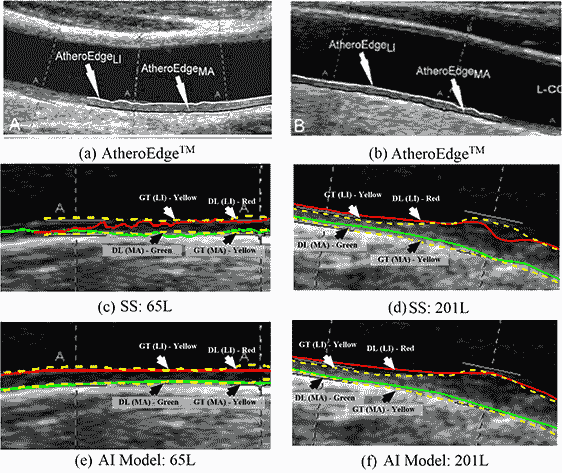 AtheroEdgeLI
AtheroEdgeMA
A
A
A
A
(a) AtheroEdge™
AtheroEdgeLI
AtheroEdgeMA
L-CC
A
B
(b) AtheroEdge™
A
A
GT (LI) - Yellow
DL (LI) - Red
DL (MA) - Green
GT (MA) - Yellow
(c) SS: 65L
GT (LI) - Yellow
DL (LI) - Red
DL (MA) - Green
GT (MA) - Yellow
(d) SS: 201L
A
A
GT (LI) - Yellow
DL (LI) - Red
DL (MA) - Green
GT (MA) - Yellow
(e) AI Model: 65L
GT (LI) - Yellow
DL (LI) - Red
DL (MA) - Green
GT (MA) - Yellow
(f) AI Model: 201L